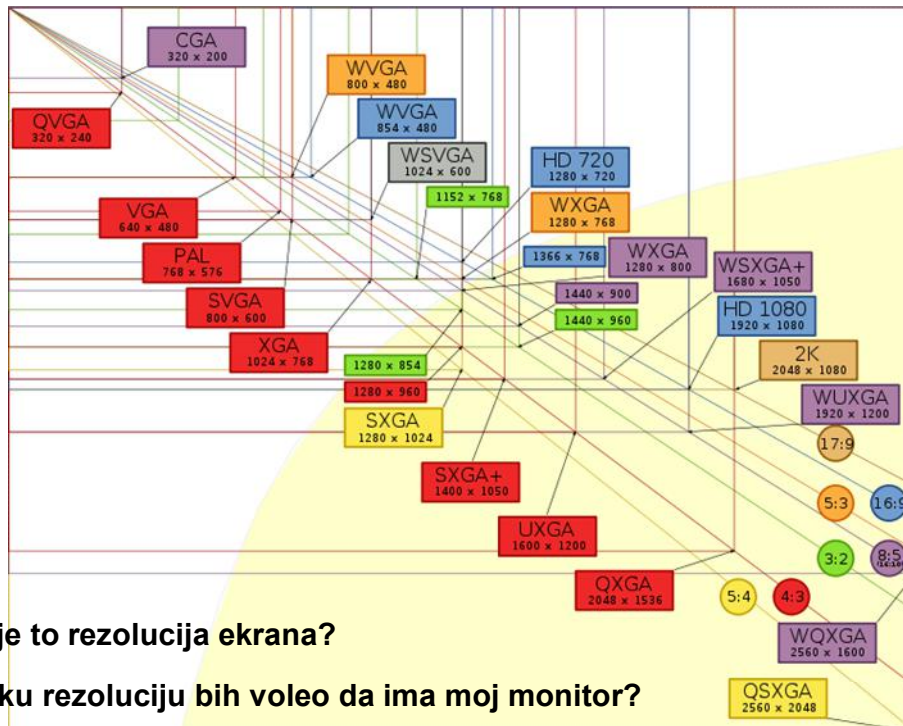 CGA
320 x 200
QVGA
320 x 240
WVGA
800 x 480
WVGA
854 x 480
WSVGA
1024 x 600
1152 x 768
HD 720
1280 x 720
WXGA
1280 x 768
VGA
640 x 480
PAL
768 x 576
SVGA
800 x 600
XGA
1024 x 768
1366 x 768
WXGA
1280 x 800
WSXGA+
1680 x 1050
1440 x 900
1440 x 960
HD 1080
1920 x 1080
1280 x 854
1280 x 960
2K
2048 x 1080
SXGA
1280 x 1024
WUXGA
1920 x 1200
17:9
SXGA+
1400 x 1050
5:3
16:9
UXGA
1600 x 1200
3:2
8:5
(16:10)
QXGA
2048 x 1536
5:4
4:3
je to rezolucija ekrana?
WQXGA
2560 x 1600
ku rezoluciju bih voleo da ima moj monitor?
QSXGA
2560 x 2048